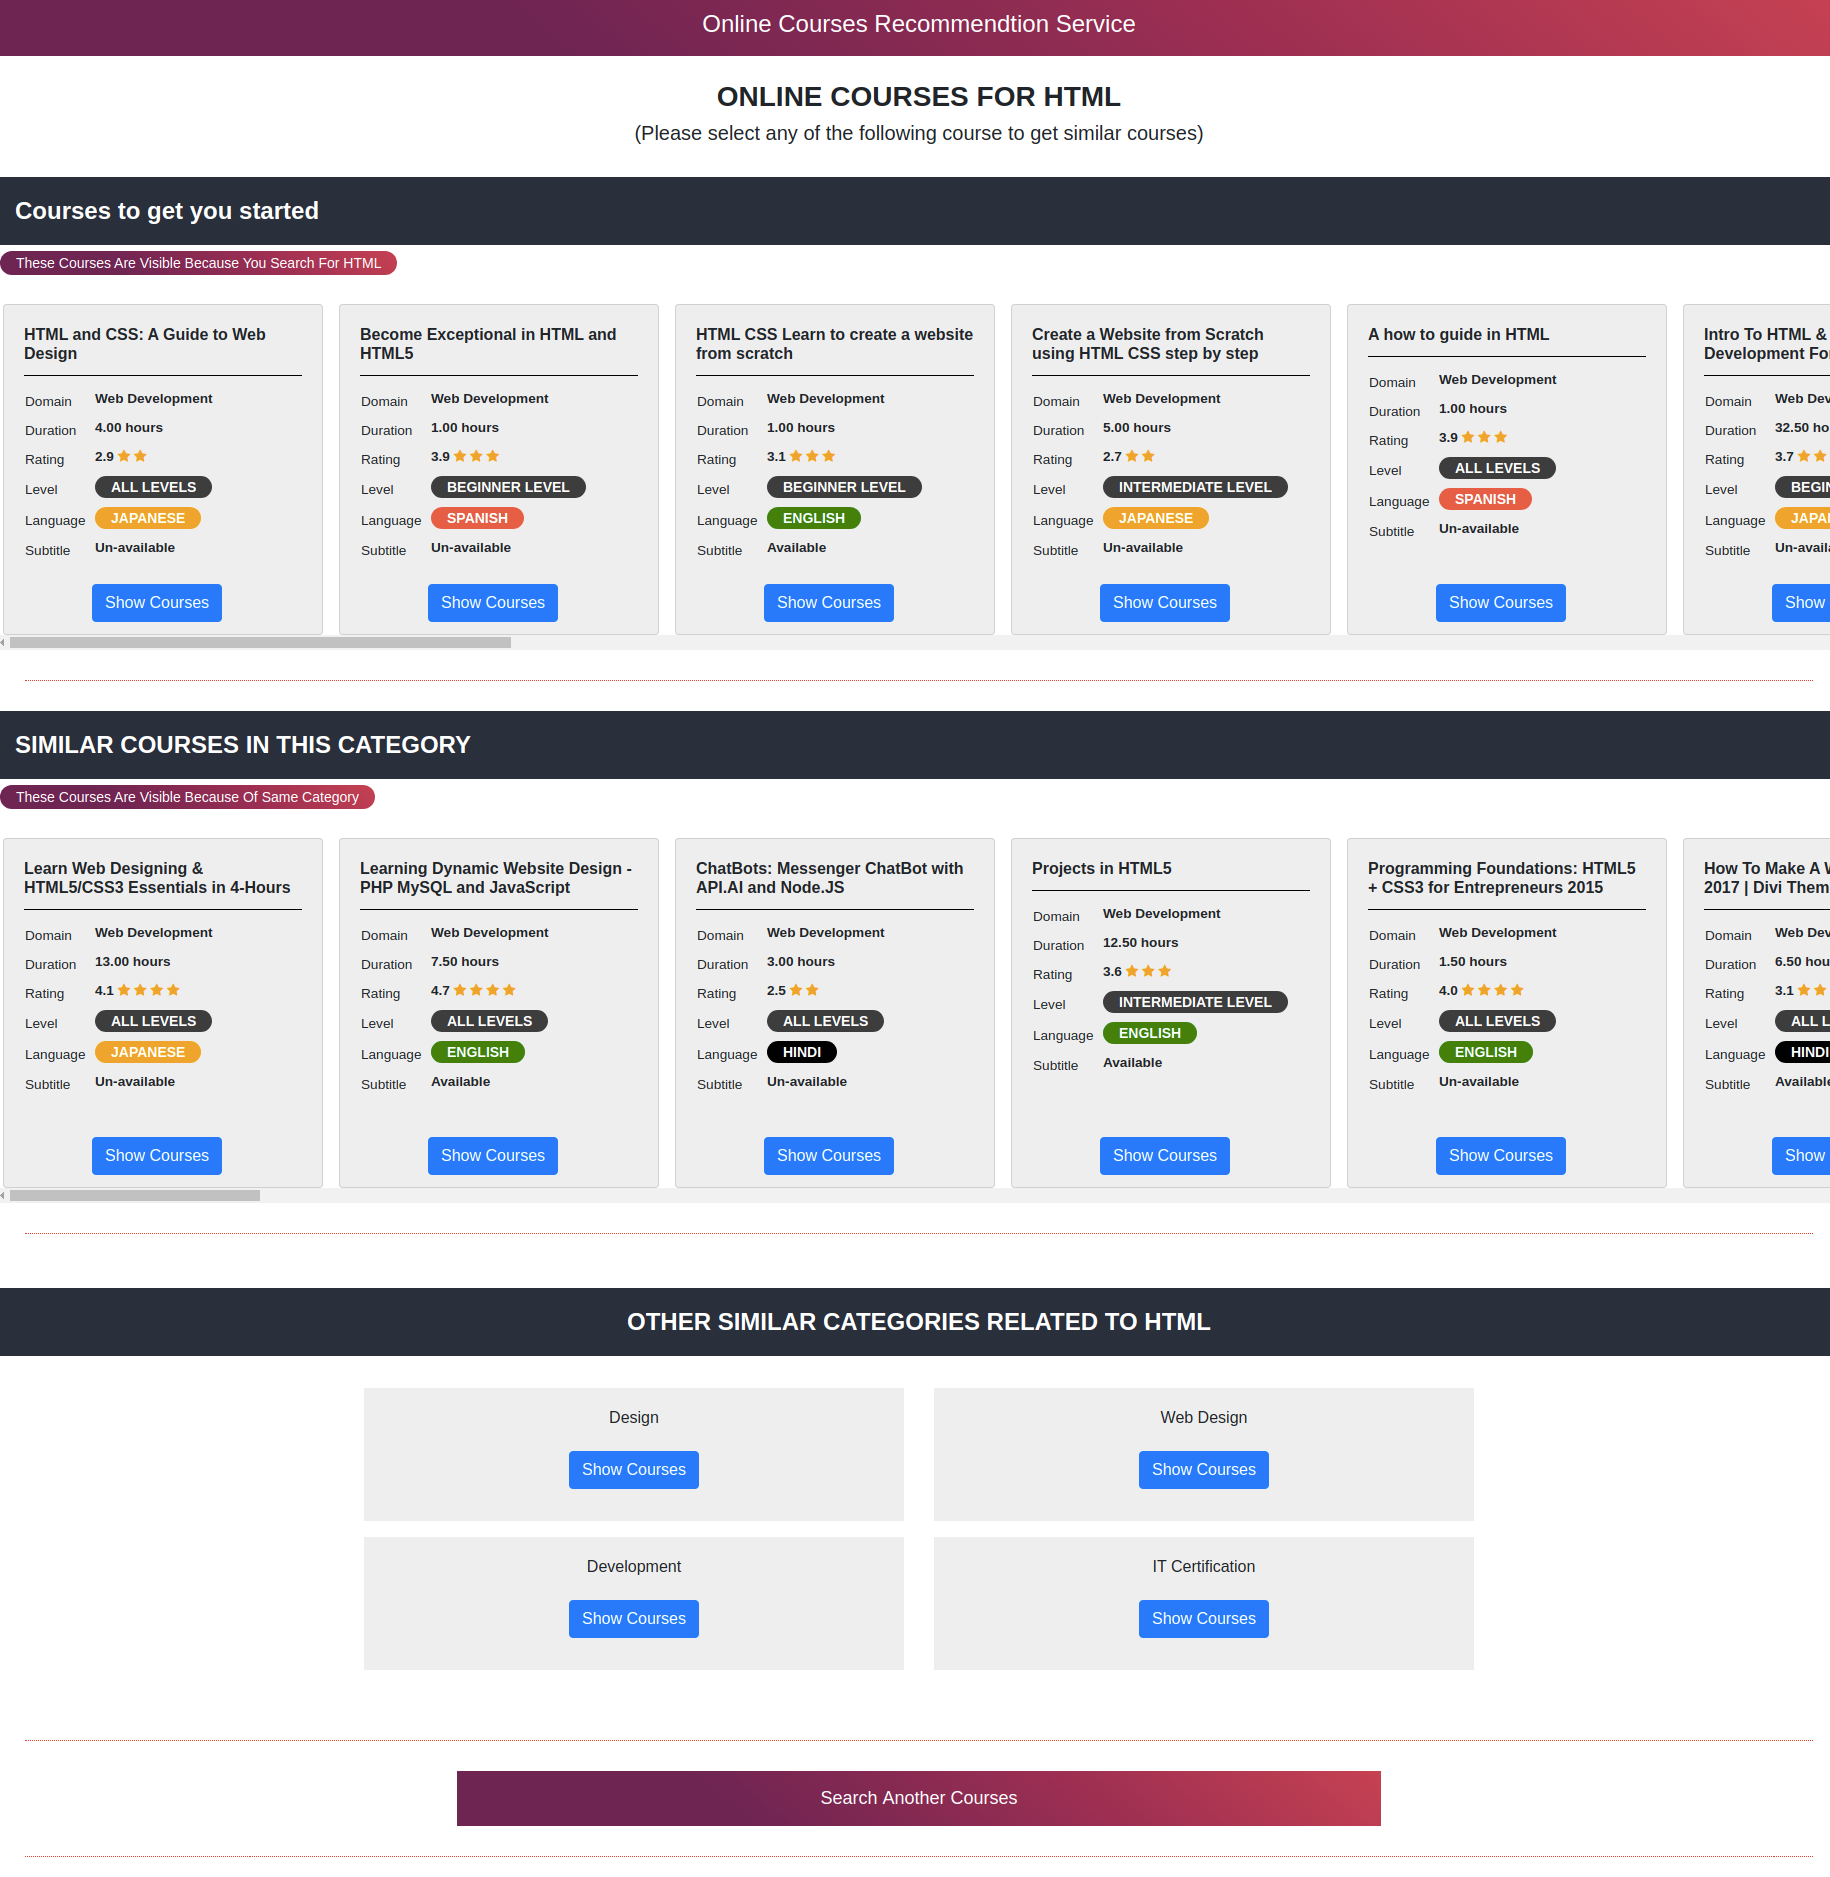 Online Courses Recommendtion Service
ONLINE COURSES FOR HTML
(Please select any of the following course to get similar courses)
Courses to get you started
These Courses Are Visible Because You Search For HTML
HTML and CSS: A Guide to Web
Design
Domain Web Development
Duration 4.00 hours
Rating 2.9
Level ALL LEVELS
Language JAPANESE
Subtitle Un-available
Show Courses
Become Exceptional in HTML and
HTML5
Domain Web Development
Duration 1.00 hours
Rating 3.9
Level BEGINNER LEVEL
Language SPANISH
Subtitle Un-available
Show Courses
HTML CSS Learn to create a website
from scratch
Domain Web Development
Duration 1.00 hours
Rating 3.1
Level BEGINNER LEVEL
Language ENGLISH
Subtitle Available
Show Courses
Create a Website from Scratch
using HTML CSS step by step
Domain Web Development
Duration 5.00 hours
Rating 2.7
Level INTERMEDIATE LEVEL
Language JAPANESE
Subtitle Un-available
Show Courses
A how to guide in HTML
Domain Web Development
Duration 1.00 hours
Rating 3.9
Level ALL LEVELS
Language SPANISH
Subtitle Un-available
Show Courses
Intro To HTML &
Development Fo
Domain Web Dev
Duration 32.50 ho
Rating 3.7
Level BEGIN
Language JAPA
Subtitle Un-avail
Show
SIMILAR COURSES IN THIS CATEGORY
These Courses Are Visible Because Of Same Category
Learn Web Designing &
HTML5/CSS3 Essentials in 4-Hours
Domain Web Development
Duration 13.00 hours
Rating 4.1
Level ALL LEVELS
Language JAPANESE
Subtitle Un-available
Show Courses
Learning Dynamic Website Design -
PHP MySQL and JavaScript
Domain Web Development
Duration 7.50 hours
Rating 4.7
Level ALL LEVELS
Language ENGLISH
Subtitle Available
Show Courses
ChatBots: Messenger ChatBot with
API.AI and Node.JS
Domain Web Development
Duration 3.00 hours
Rating 2.5
Level ALL LEVELS
Language HINDI
Subtitle Un-available
Show Courses
Projects in HTML5
Domain Web Development
Duration 12.50 hours
Rating 3.6
Level INTERMEDIATE LEVEL
Language ENGLISH
Subtitle Available
Show Courses
Programming Foundations: HTML5
+ CSS3 for Entrepreneurs 2015
Domain Web Development
Duration 1.50 hours
Rating 4.0
Level ALL LEVELS
Language ENGLISH
Subtitle Un-available
Show Courses
How To Make A W
2017 | Divi Them
Domain Web Dev
Duration 6.50 hou
Rating 3.1
Level ALL L
Language HINDI
Subtitle Available
Show
OTHER SIMILAR CATEGORIES RELATED TO HTML
Design
Show Courses
Web Design
Show Courses
Development
Show Courses
IT Certification
Show Courses
Search Another Courses